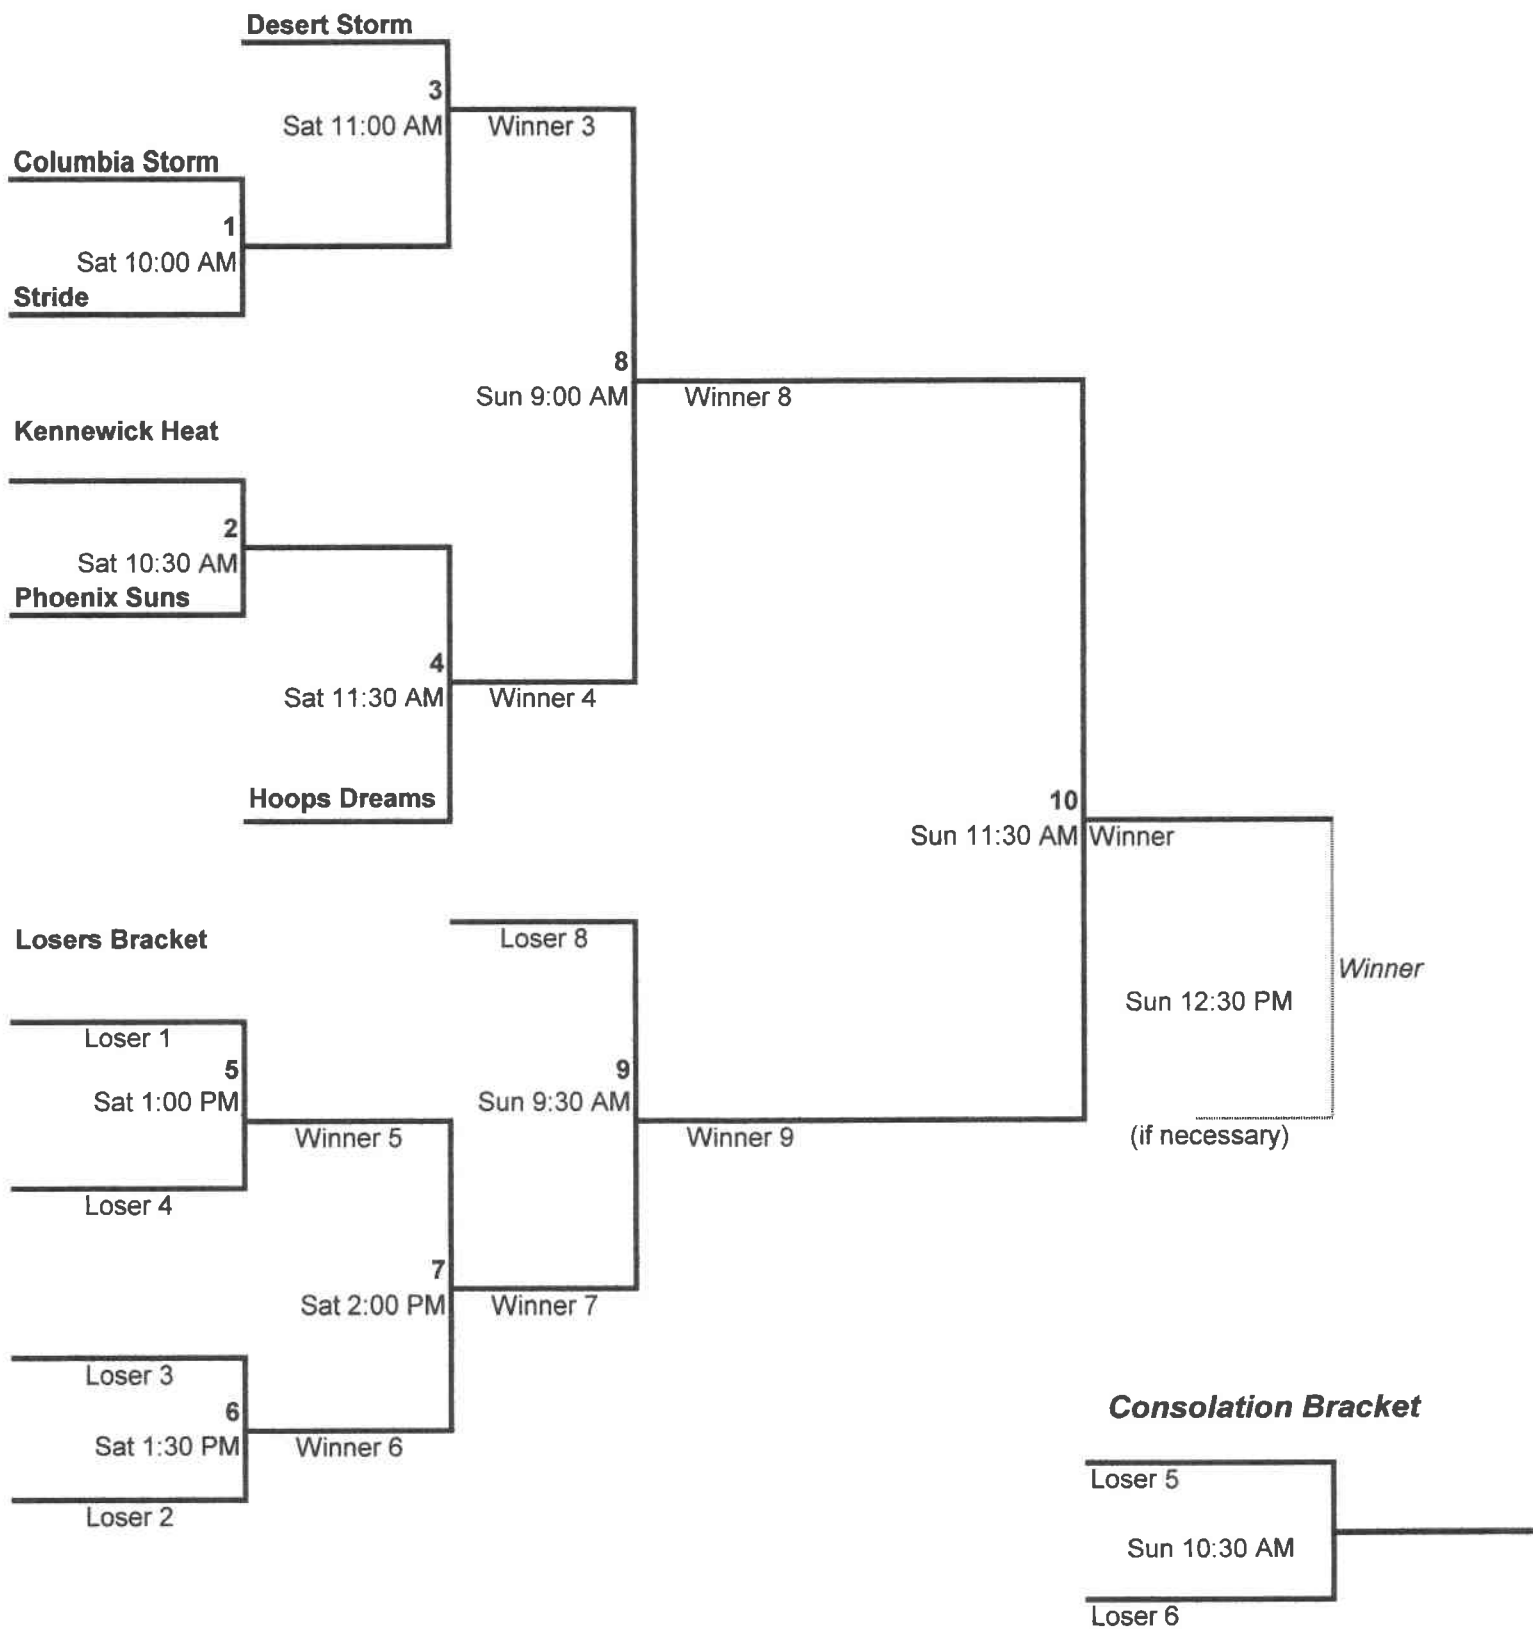 Desert Storm
3
Sat 11:00 AM
Winner 3
Columbia Storm
1
Sat 10:00 AM
Stride
8
Sun 9:00 AM
Winner 8
Kennewick Heat
2
Sat 10:30 AM
Phoenix Suns
4
Sat 11:30 AM
Winner 4
Hoops Dreams
10
Sun 11:30 AM
Winner
Losers Bracket
Loser 8
Winner
Sun 12:30 PM
(if necessary)
Loser 1
5
Sat 1:00 PM
Winner 5
Loser 4
9
Sun 9:30 AM
Winner 9
7
Sat 2:00 PM
Winner 7
Loser 3
6
Sat 1:30 PM
Winner 6
Loser 2
Consolation Bracket
Loser 5
Sun 10:30 AM
Loser 6